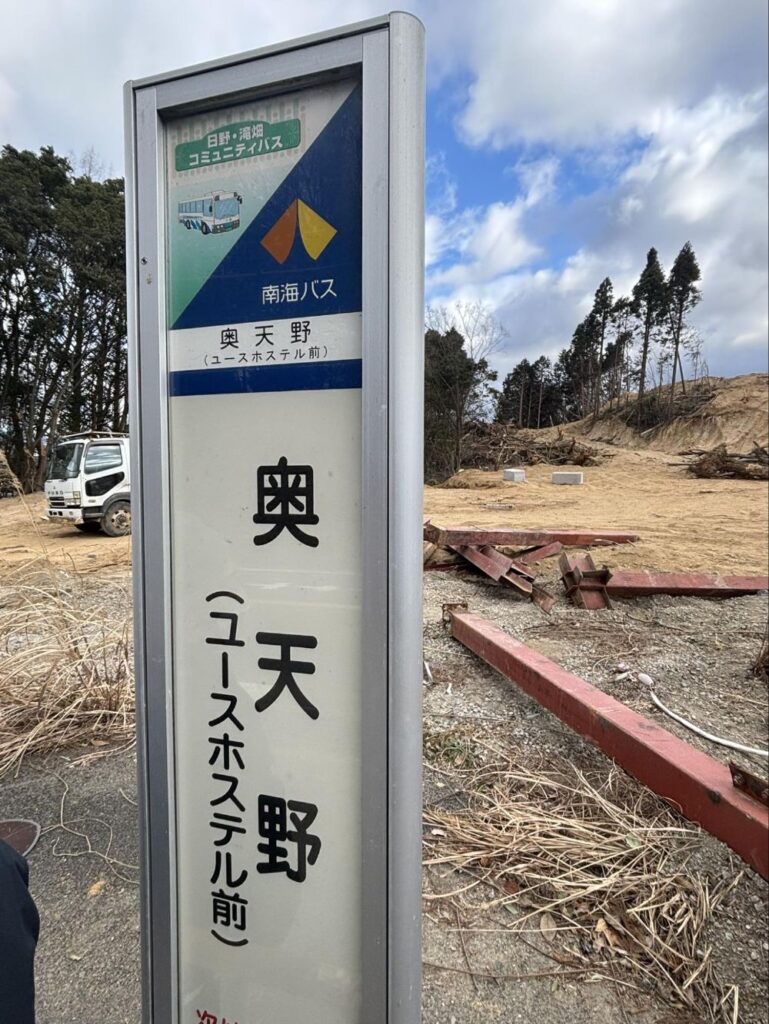 日野・滝畑
コミュニティバス
南海バス
奥天野
(ユースホステル前)
奥天野
(ユースホステル前)